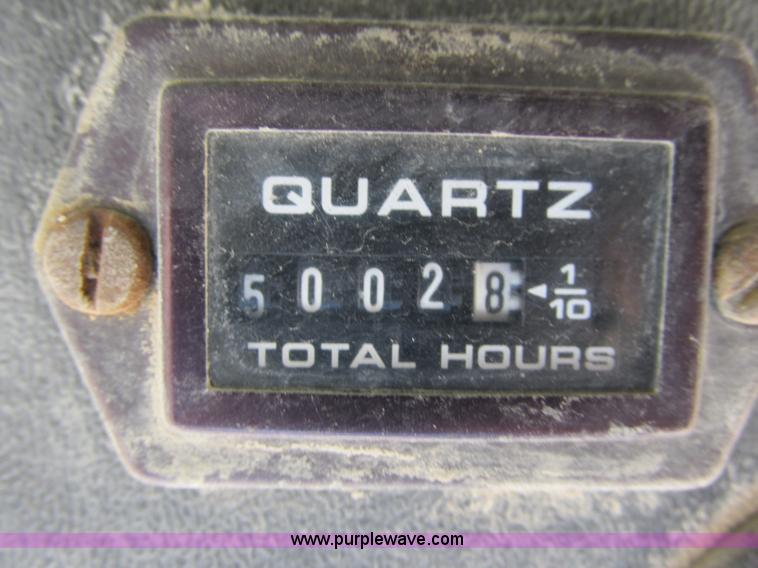 QUARTZ
50028 1/10
TOTAL HOURS
www.purplewave.com